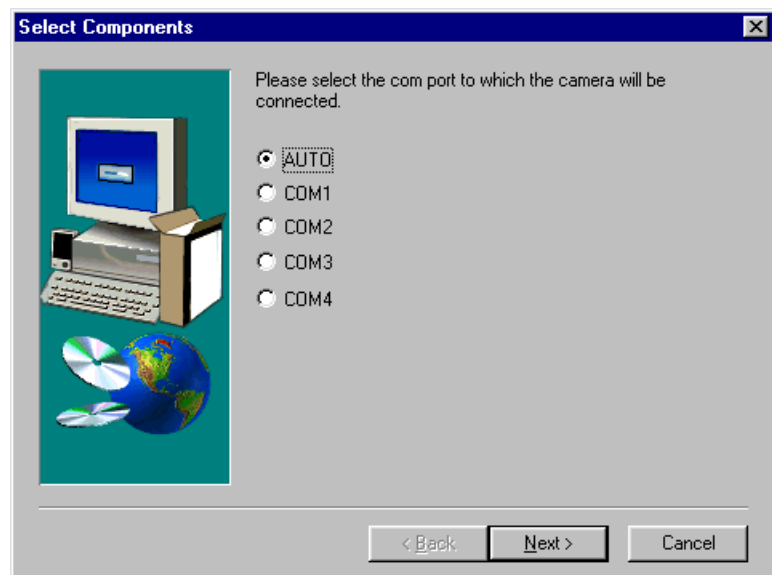 Select Components
Please select the com port to which the camera will be
connected.
AUTO
COM1
COM2
COM3
COM4
< Back
Next >
Cancel